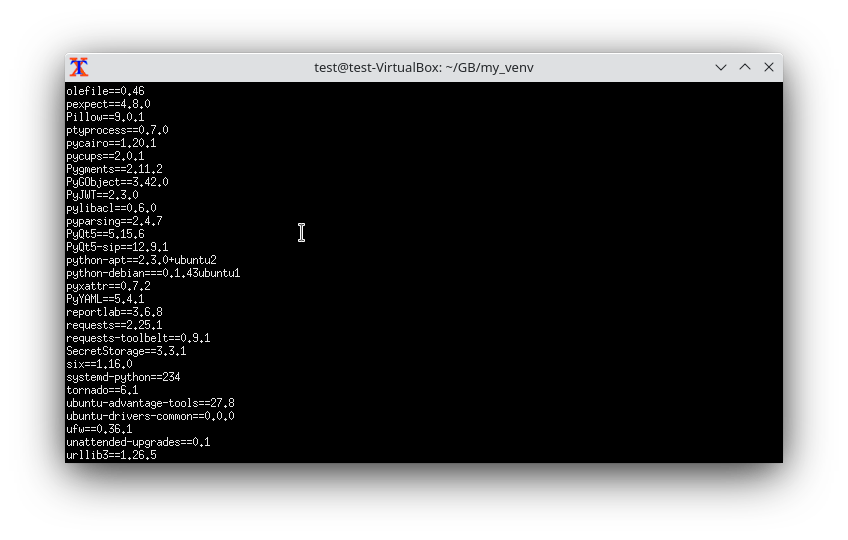 test@test-VirtualBox: ~/GB/my_venv
olefile==0.46
pexpect==4.8.0
Pillow==9.0.1
ptyprocess==0.7.0
pycairo==1.20.1
pycups==2.0.1
Pygments==2.11.2
PyGObject==3.42.0
PyJWT==2.3.0
pylibacl==0.6.0
pyparsing==2.4.7
PyQt5==5.15.6
PyQt5-sip==12.9.1
python-apt==2.3.0+ubuntu2
python-debian===0.1.43ubuntu1
pyxattr==0.7.2
PyYAML==5.4.1
reportlab==3.6.8
requests==2.25.1
requests-toolbelt==0.9.1
SecretStorage==3.3.1
six==1.16.0
systemd-python==234
tornado==6.1
ubuntu-advantage-tools==27.8
ubuntu-drivers-common==0.0.0
ufw==0.36.1
unattended-upgrades==0.1
urllib3==1.26.5